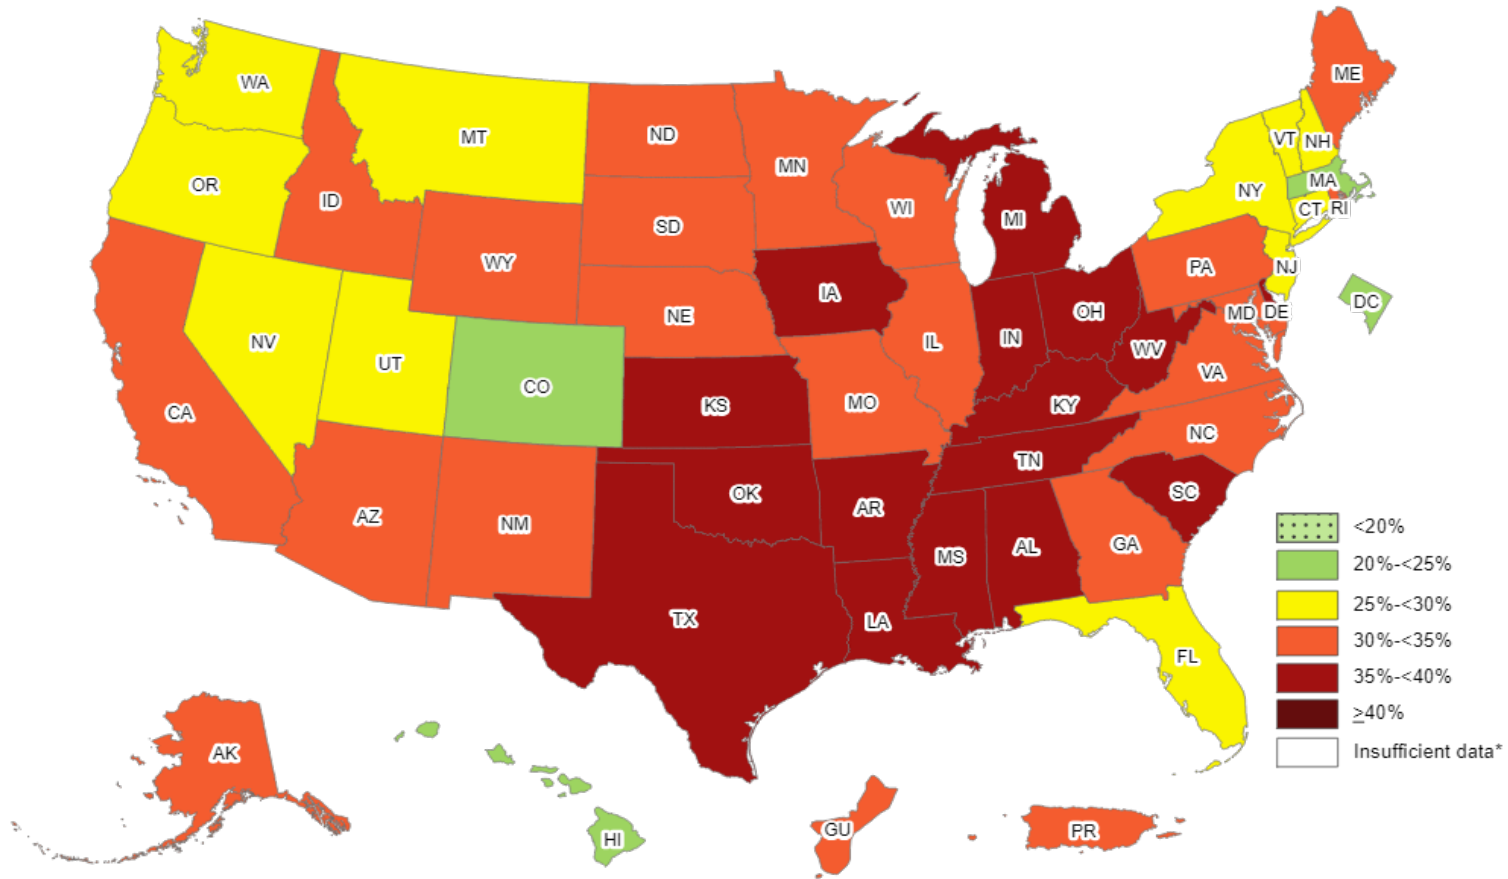 ME
WA
MT
ND
MN
VT
NH
OR
ID
SD
WI
MI
NY
MA
CT
RI
WY
IA
PA
NJ
NE
OH
MD
DE
DC
NV
UT
CO
IL
IN
WV
VA
CA
KS
MO
KY
NC
AZ
NM
OK
AR
TN
SC
MS
AL
GA
TX
LA
FL
AK
HI
GU
PR
<20%
20%-<25%
25%-<30%
30%-<35%
35%-<40%
≥40%
Insufficient data*